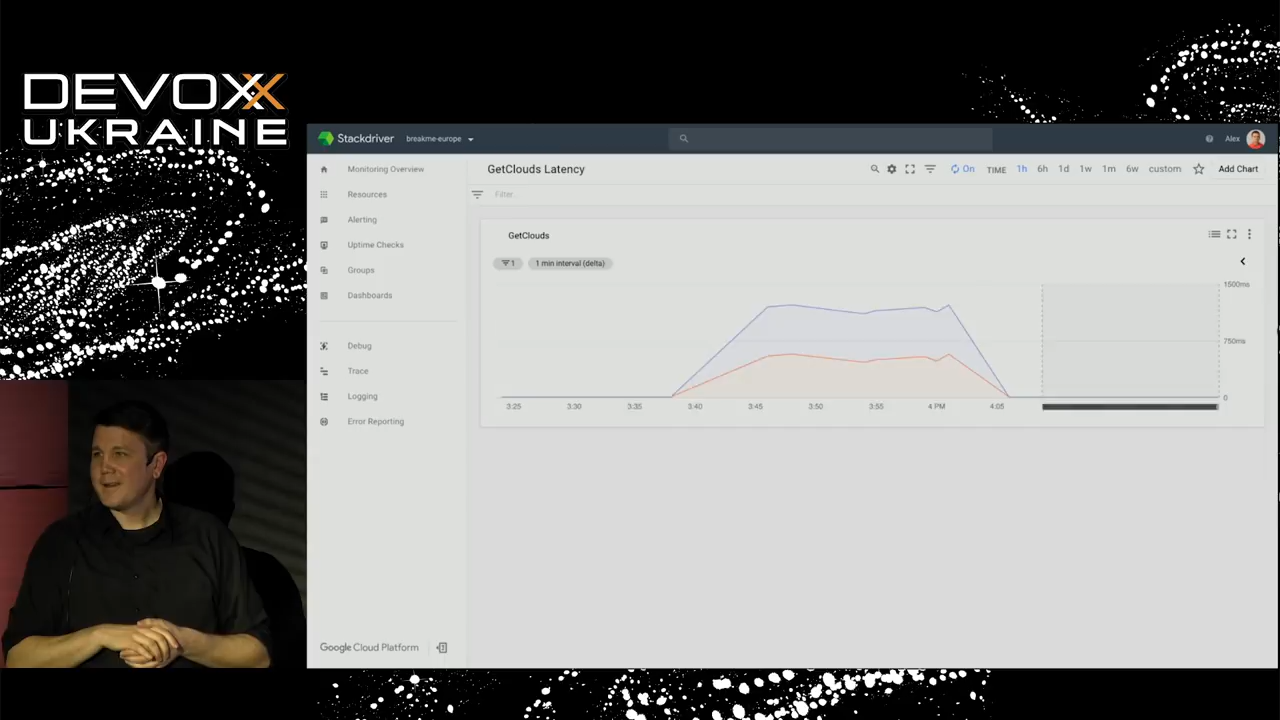 DEVOXX
UKRAINE
Stackdriver
breakme-europe
Alex
Monitoring Overview
Resources
Alerting
Uptime Checks
Groups
Dashboards
Debug
Trace
Logging
Error Reporting
Google Cloud Platform
GetClouds Latency
On
TIME
1h
6h
1d
1w
1m
6w
custom
Add Chart
Filter
GetClouds
1
1 min interval (delta)
1500ms
750ms
0
3:25
3:30
3:35
3:40
3:45
3:50
3:55
4 PM
4:05